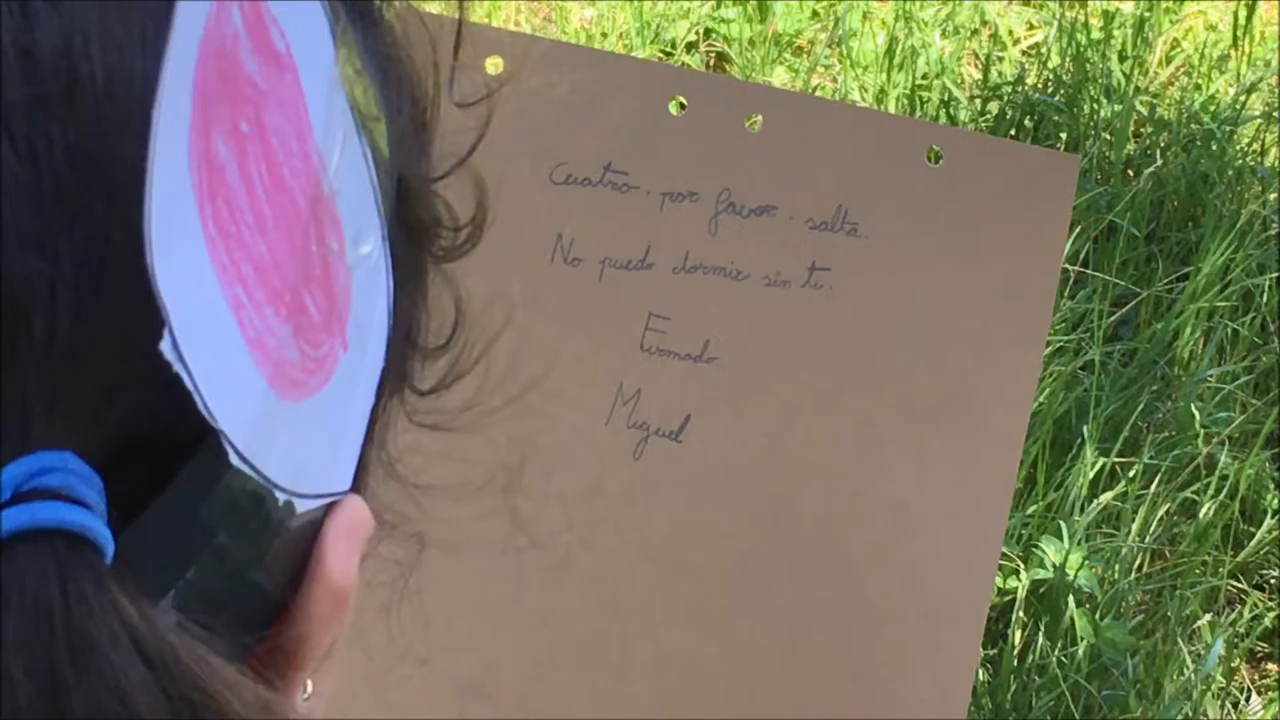 Cuatro. por favor. salta.
No puedo dormir sin ti.
Firmado
Miguel